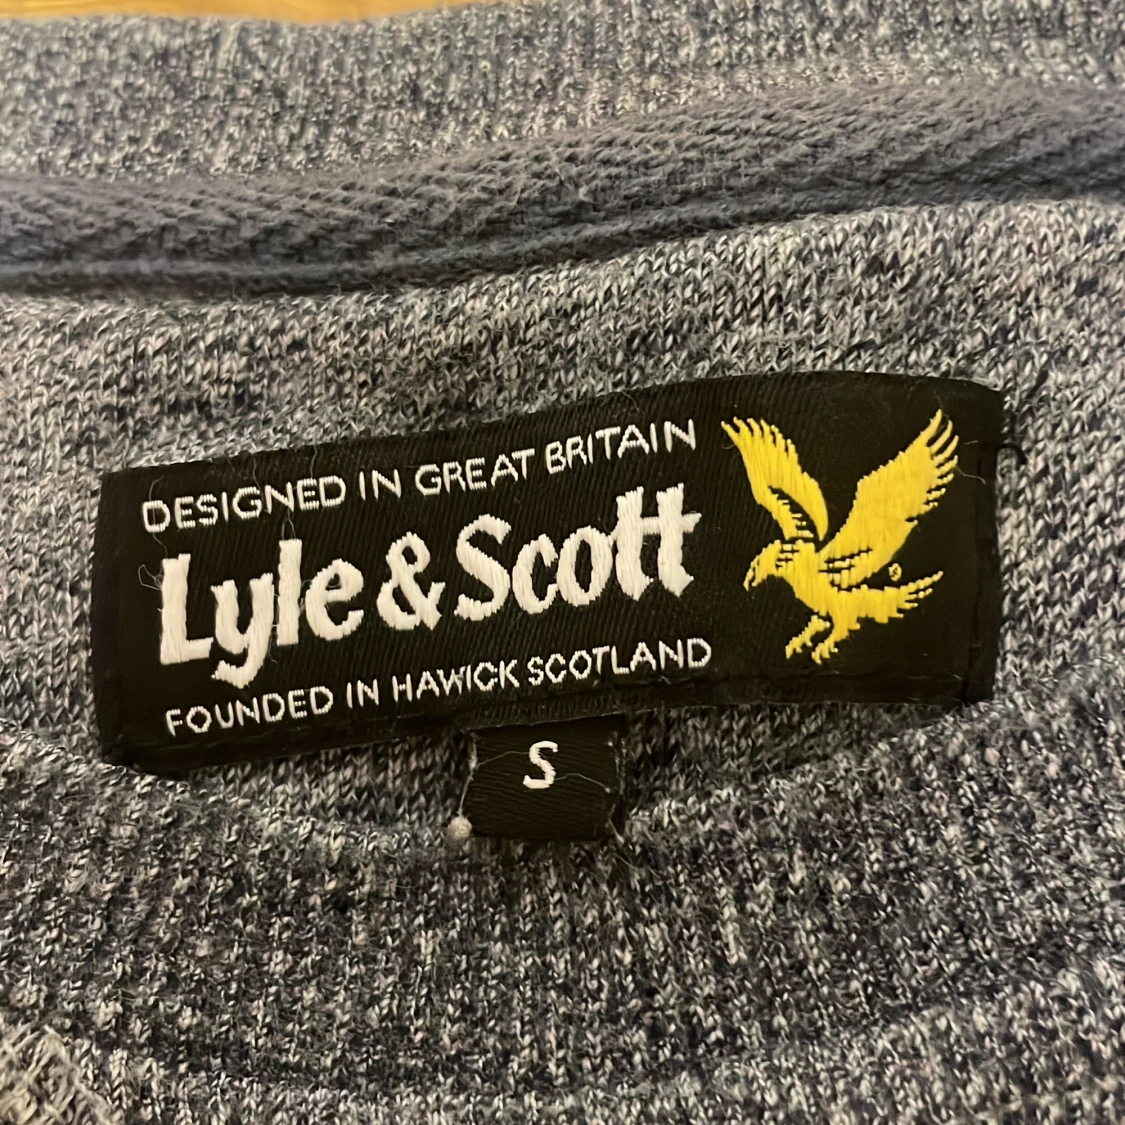 DESIGNED IN GREAT BRITAIN
Lyle & Scott
FOUNDED IN HAWICK SCOTLAND
S